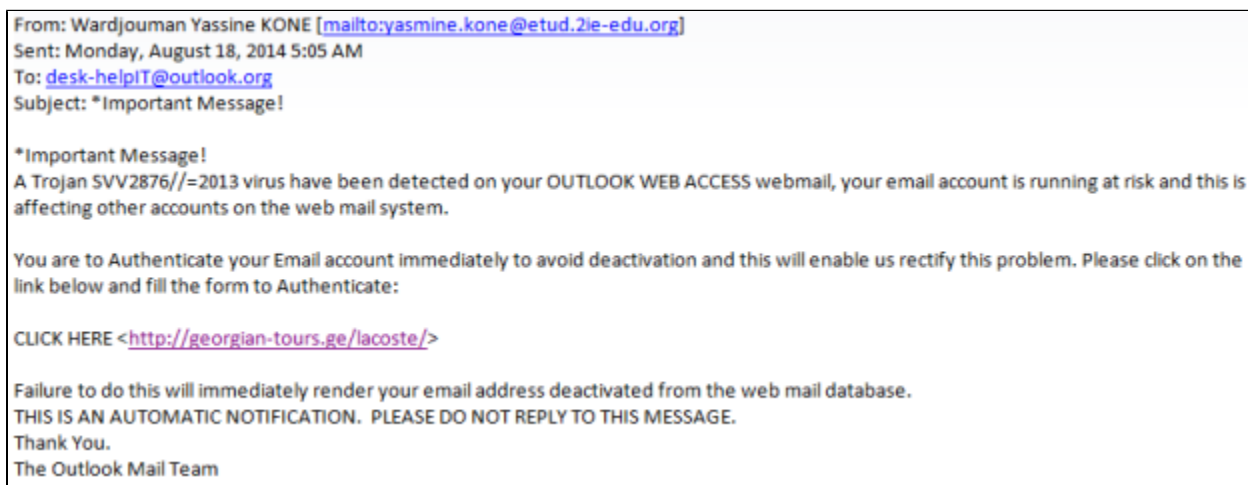 From: Wardjouman Yassine KONE [mailto:yasmine.kone@etud.2ie-edu.org]
Sent: Monday, August 18, 2014 5:05 AM
To: desk-helpIT@outlook.org
Subject: *Important Message!

*Important Message!
A Trojan SVV2876//=2013 virus have been detected on your OUTLOOK WEB ACCESS webmail, your email account is running at risk and this is
affecting other accounts on the web mail system.

You are to Authenticate your Email account immediately to avoid deactivation and this will enable us rectify this problem. Please click on the
link below and fill the form to Authenticate:

CLICK HERE <http://georgian-tours.ge/lacoste/>

Failure to do this will immediately render your email address deactivated from the web mail database.
THIS IS AN AUTOMATIC NOTIFICATION.  PLEASE DO NOT REPLY TO THIS MESSAGE.
Thank You.
The Outlook Mail Team